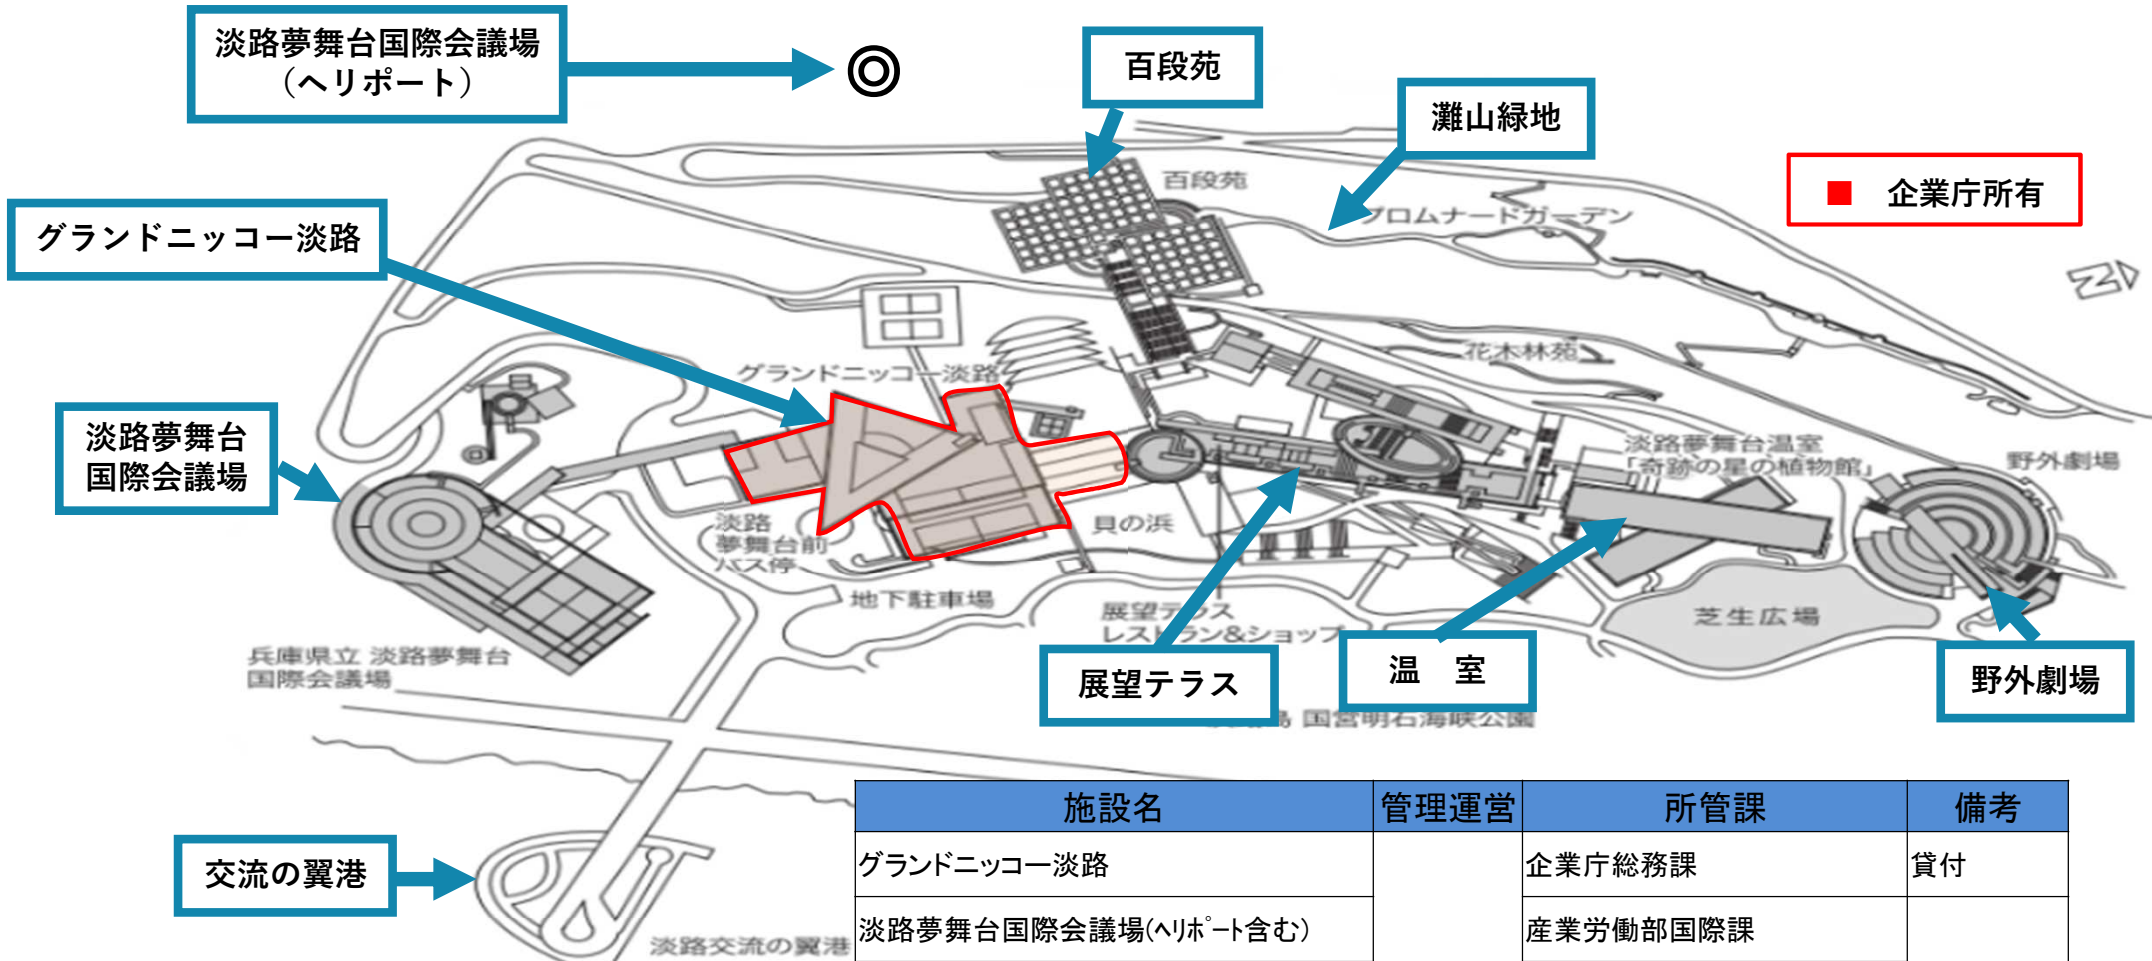 淡路夢舞台国際会議場
（ヘリポート）
百段苑
灘山緑地
■ 企業庁所有
グランドニッコー淡路
百段苑
プロムナードガーデン
花木林苑
グランドニッコー淡路
淡路夢舞台
国際会議場
淡路夢舞台温室
「奇跡の星の植物館」
野外劇場
淡路
夢舞台前
バス停
貝の浜
地下駐車場
展望テラス
レストラン&ショップ
芝生広場
兵庫県立 淡路夢舞台
国際会議場
展望テラス
温　室
野外劇場
国営明石海峡公園
交流の翼港
淡路交流の翼港
施設名 管理運営 所管課 備考
グランドニッコー淡路 企業庁総務課 貸付
淡路夢舞台国際会議場(ヘリポート含む) 産業労働部国際課